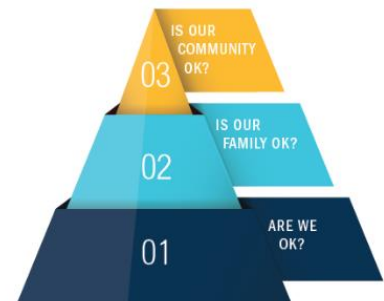 03
IS OUR
COMMUNITY
OK?
02
IS OUR
FAMILY OK?
01
ARE WE
OK?